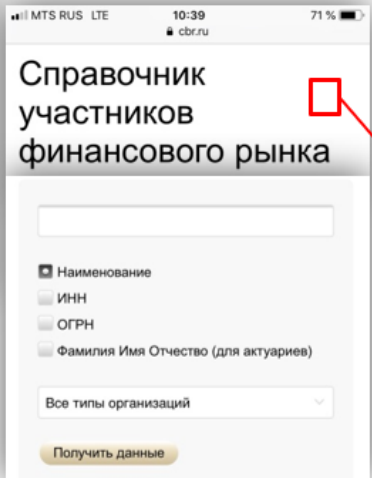 MTS RUS LTE 10:39 71 %
cbr.ru
Справочник
участников
финансового рынка
Наименование
ИНН
ОГРН
Фамилия Имя Отчество (для актуариев)
Все типы организаций
Получить данные